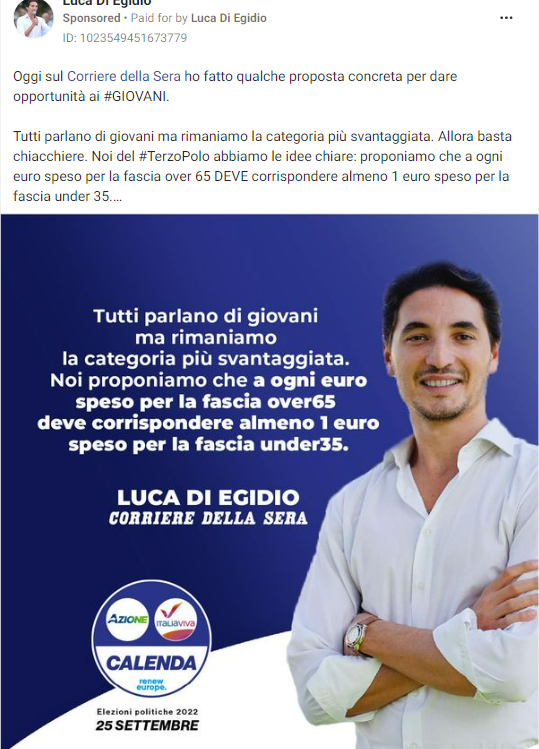 Luca Di Egidio
Sponsored • Paid for by Luca Di Egidio
ID: 1023549451673779
Oggi sul Corriere della Sera ho fatto qualche proposta concreta per dare
opportunità ai #GIOVANI.
Tutti parlano di giovani ma rimaniamo la categoria più svantaggiata. Allora basta
chiacchiere. Noi del #TerzoPolo abbiamo le idee chiare: proponiamo che a ogni
euro speso per la fascia over 65 DEVE corrispondere almeno 1 euro speso per la
fascia under 35....
Tutti parlano di giovani
ma rimaniamo
la categoria più svantaggiata.
Noi proponiamo che a ogni euro
speso per la fascia over65
deve corrispondere almeno 1 euro
speso per la fascia under35.
LUCA DI EGIDIO
CORRIERE DELLA SERA
AZIONE
ITALIAVIVA
CALENDA
renew
europe.
Elezioni politiche 2022
25 SETTEMBRE